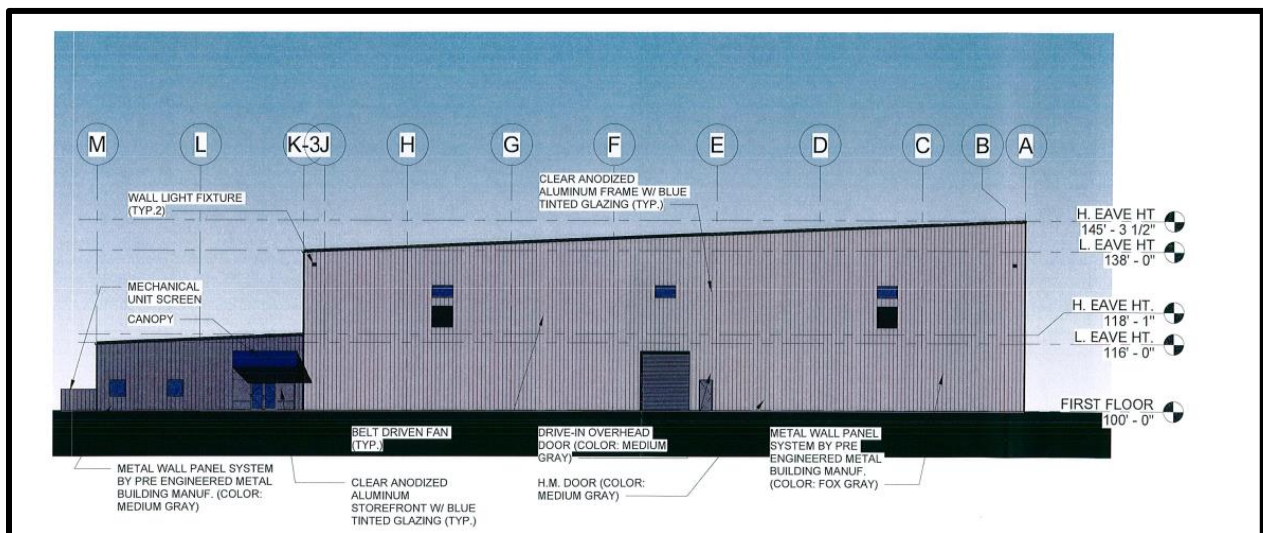 M
L
K-3J
H
G
F
E
D
C
B
A
WALL LIGHT FIXTURE
(TYP.2)
CLEAR ANODIZED
ALUMINUM FRAME W/ BLUE
TINTED GLAZING (TYP.)
H. EAVE HT
145' - 3 1/2"
L. EAVE HT
138' - 0"
MECHANICAL
UNIT SCREEN
CANOPY
H. EAVE HT.
118' - 1"
L. EAVE HT.
116' - 0"
FIRST FLOOR
100' - 0"
BELT DRIVEN FAN
(TYP.)
DRIVE-IN OVERHEAD
DOOR (COLOR: MEDIUM
GRAY)
METAL WALL PANEL
SYSTEM BY PRE
ENGINEERED METAL
BUILDING MANUF.
(COLOR: FOX GRAY)
METAL WALL PANEL SYSTEM
BY PRE ENGINEERED METAL
BUILDING MANUF. (COLOR:
MEDIUM GRAY)
CLEAR ANODIZED
ALUMINUM
STOREFRONT W/ BLUE
TINTED GLAZING (TYP.)
H.M. DOOR (COLOR:
MEDIUM GRAY)